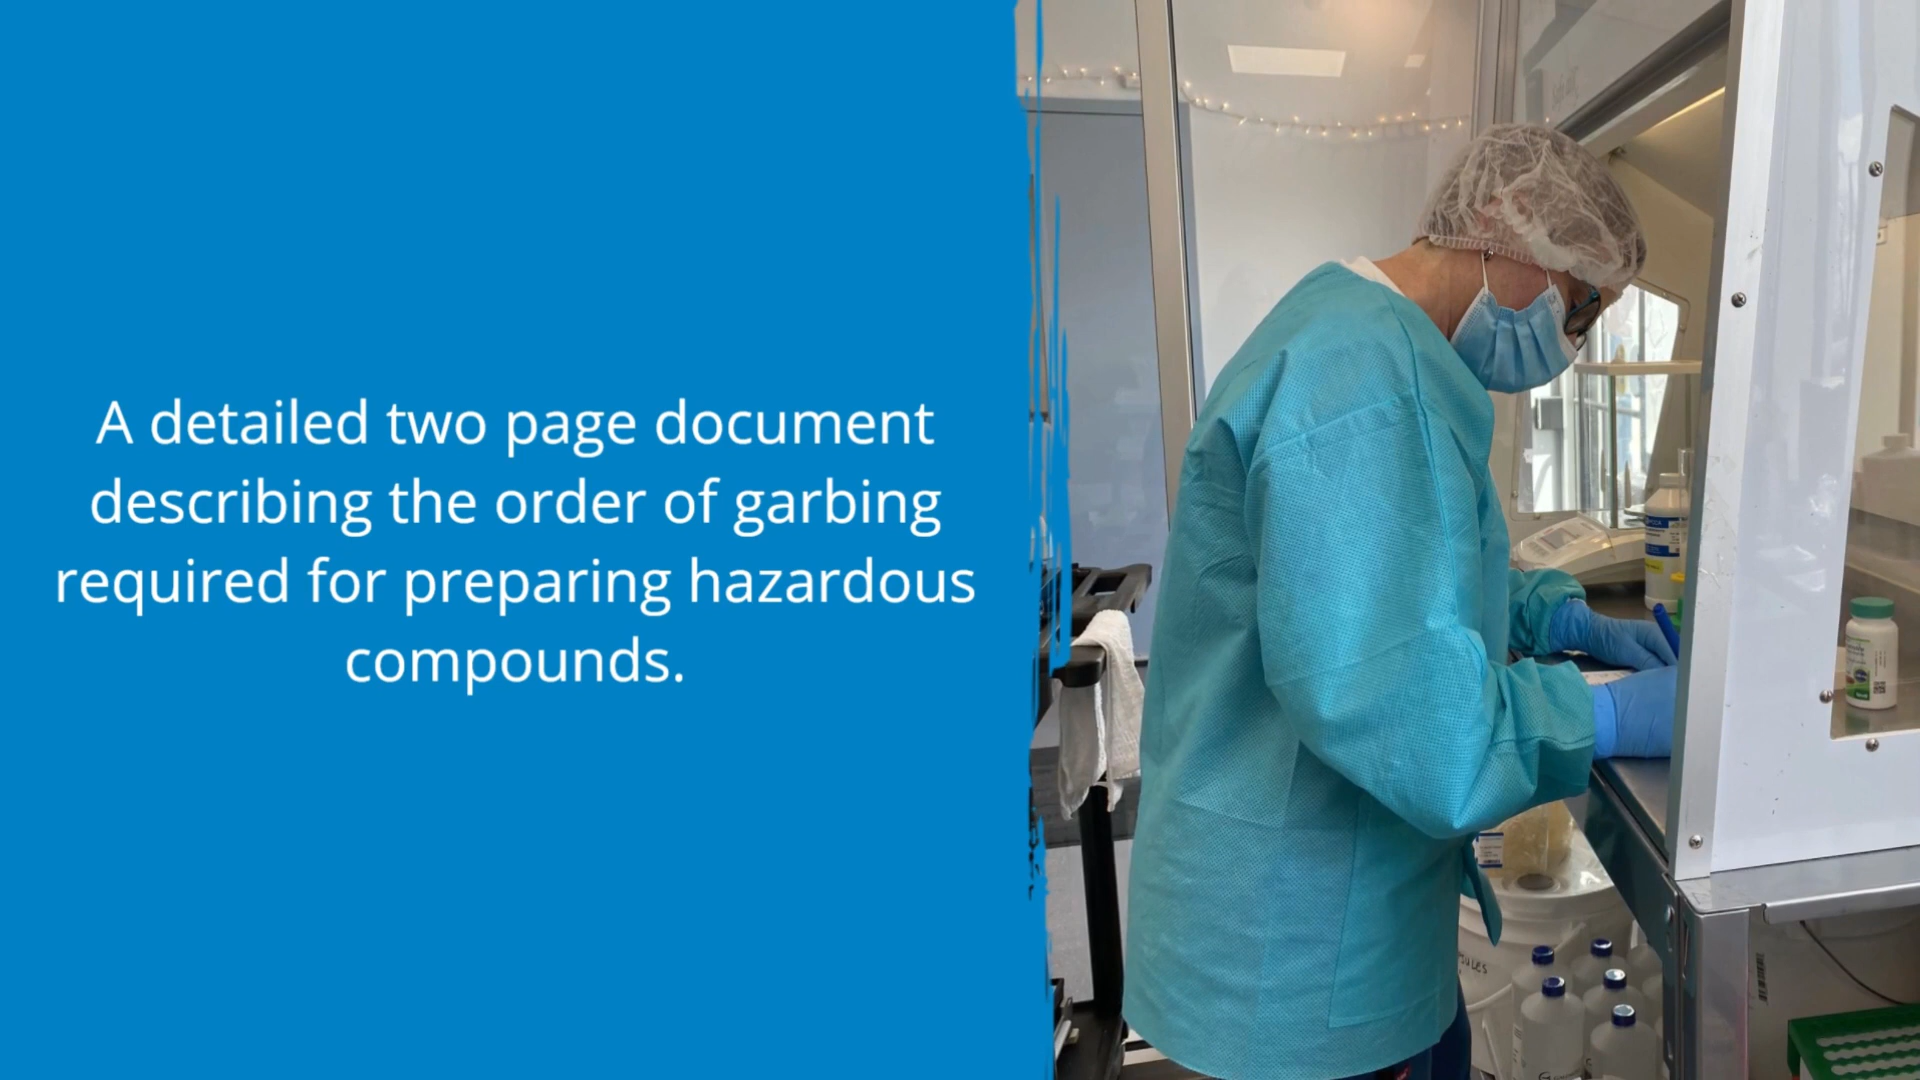 A detailed two page document
describing the order of garbing
required for preparing hazardous
compounds.